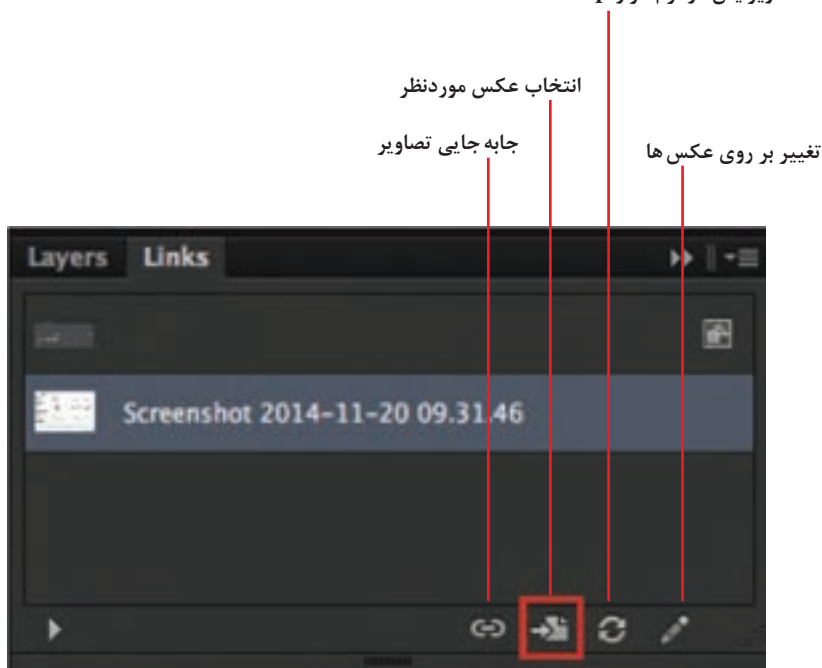 انتخاب عکس موردنظر
جابه جایی تصاویر
تغییر بر روی عکس ها
Layers Links
Screenshot 2014-11-20 09.31.46